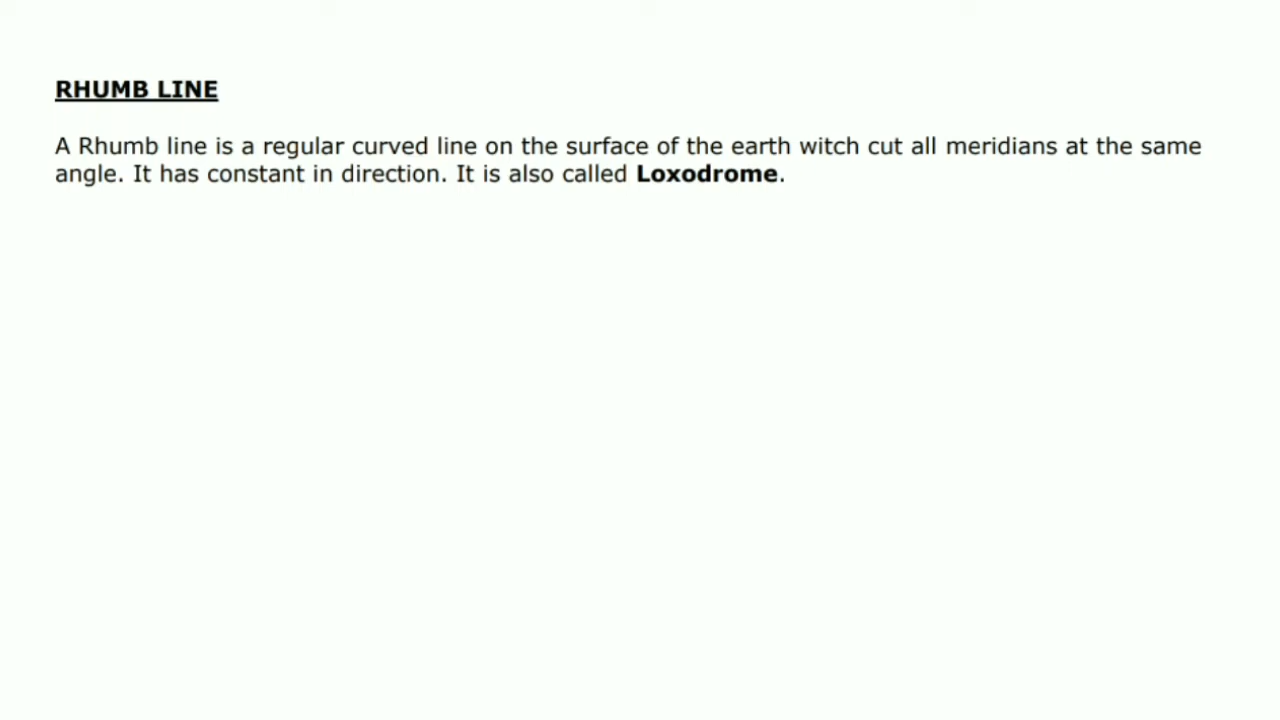 RHUMB LINE
A Rhumb line is a regular curved line on the surface of the earth witch cut all meridians at the same
angle. It has constant in direction. It is also called Loxodrome.